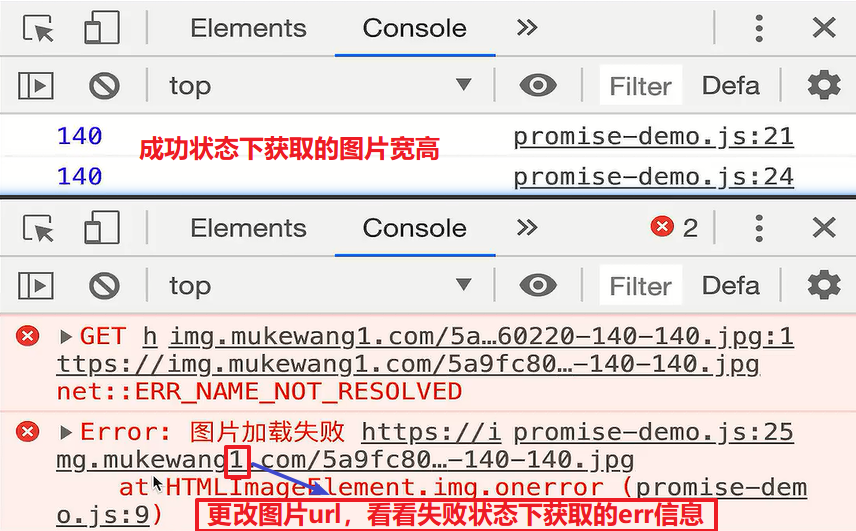 Elements Console »
top Filter Defa
140 promise-demo.js:21
成功状态下获取的图片宽高
140 promise-demo.js:24
Elements Console » 2
top Filter Defa
GET h img.mukewang1.com/5a…60220-140-140.jpg:1
ttps://img.mukewang1.com/5a9fc80…-140-140.jpg
net::ERR_NAME_NOT_RESOLVED
Error: 图片加载失败 https://i promise-demo.js:25
mg.mukewang1.com/5a9fc80…-140-140.jpg
at HTMLImageElement.img.onerror (promise-dem
o.js:9)
更改图片url，看看失败状态下获取的err信息